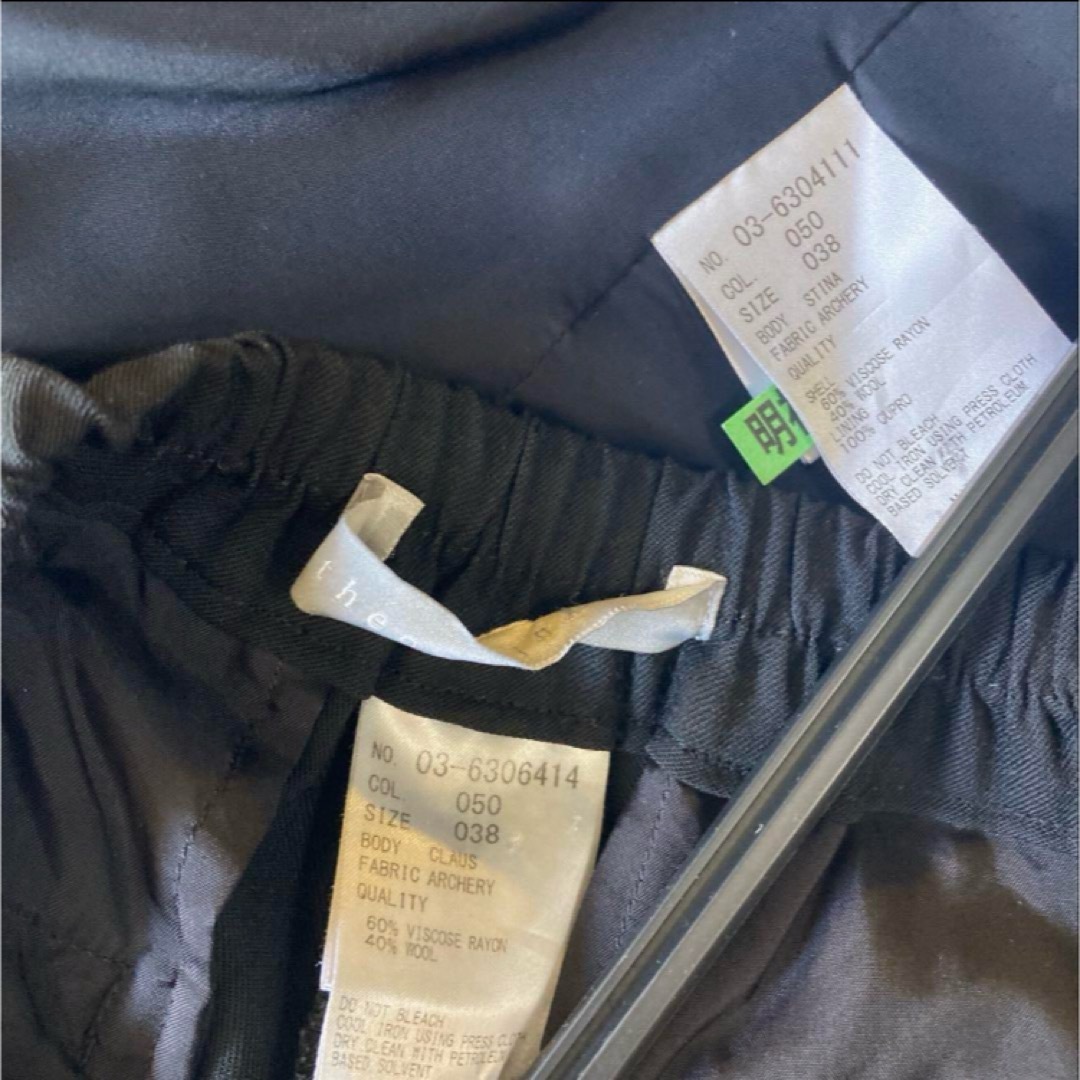 NO. 03-6304111
COL. 050
SIZE 038
BODY STINA
FABRIC ARCHERY
QUALITY
SHELL
60% VISCOSE RAYON
40% WOOL
LINING
100% CUPRO
DO NOT BLEACH
COOL IRON USING PRESS CLOTH
DRY CLEAN WITH PETROLEUM
BASED SOLVENT
明
the
NO. 03-6306414
COL. 050
SIZE 038
BODY CLAUS
FABRIC ARCHERY
QUALITY
60% VISCOSE RAYON
40% WOOL
DO NOT BLEACH
COOL IRON USING PRESS CLOT
DRY CLEAN WITH PETROLEUM
BASED SOLVENT